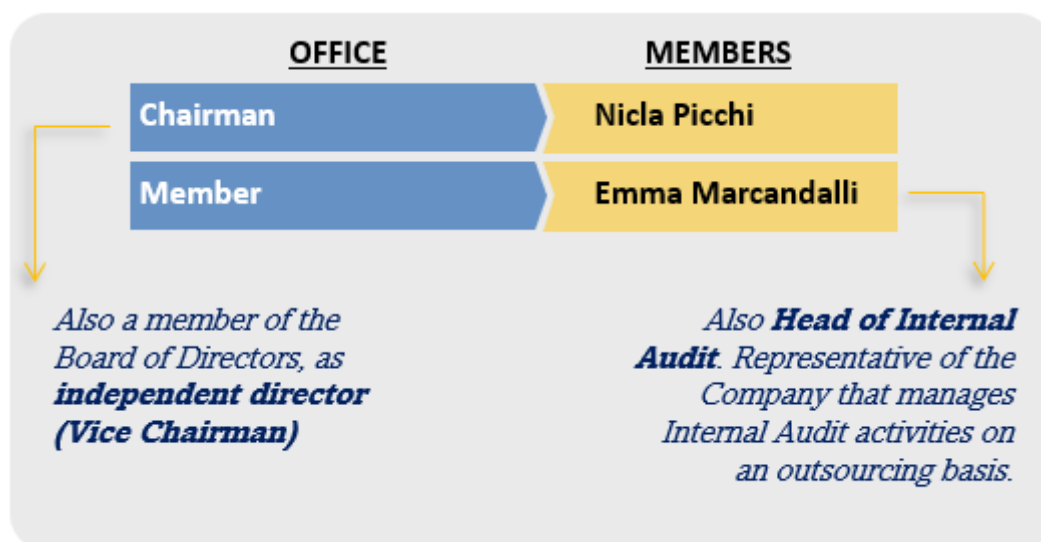 OFFICE MEMBERS
Chairman Nicla Picchi
Member Emma Marcandalli
Also a member of the
Board of Directors, as
independent director
(Vice Chairman)
Also Head of Internal
Audit. Representative of the
Company that manages
Internal Audit activities on
an outsourcing basis.